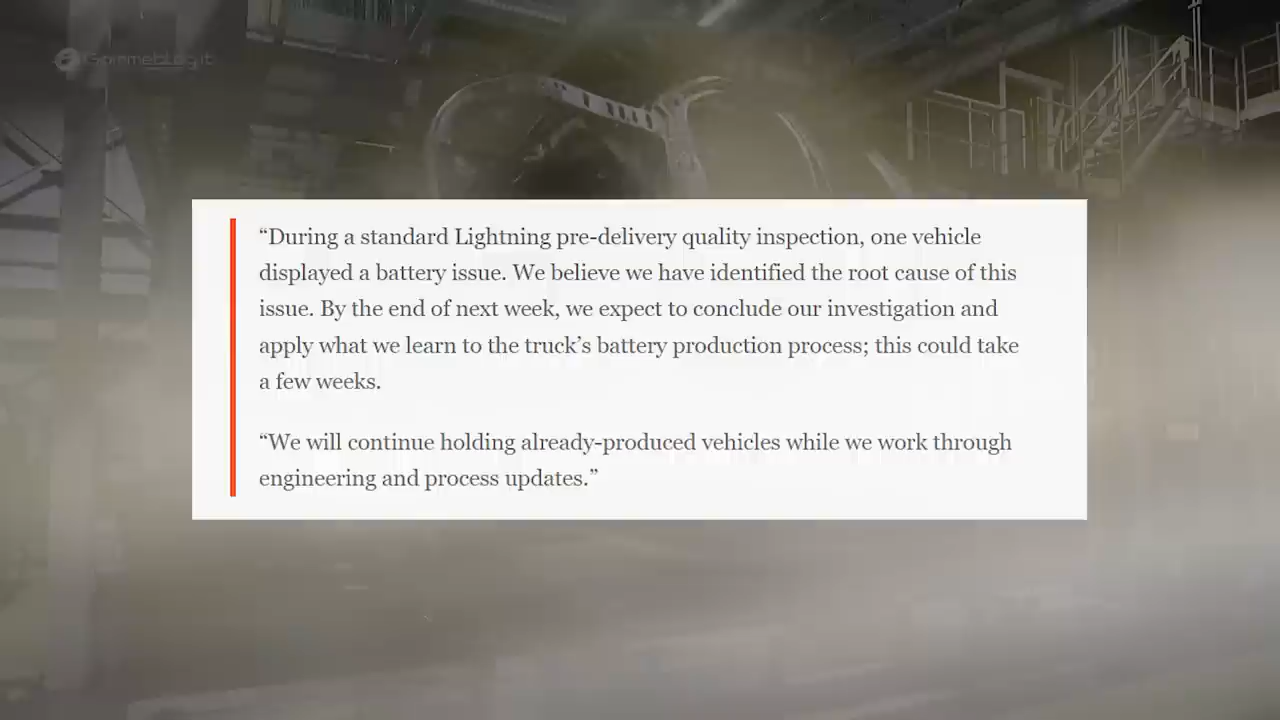 GommeBlog.it
“During a standard Lightning pre-delivery quality inspection, one vehicle
displayed a battery issue. We believe we have identified the root cause of this
issue. By the end of next week, we expect to conclude our investigation and
apply what we learn to the truck’s battery production process; this could take
a few weeks.
“We will continue holding already-produced vehicles while we work through
engineering and process updates.”